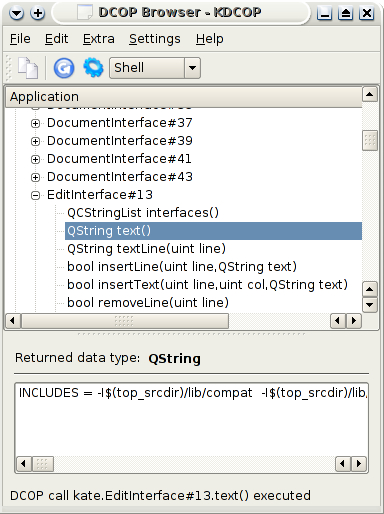 DCOP Browser - KDCOP
File Edit Extra Settings Help
Shell
Application
DocumentInterface#37
DocumentInterface#39
DocumentInterface#41
DocumentInterface#43
EditInterface#13
QCStringList interfaces()
QString text()
QString textLine(uint line)
bool insertLine(uint line,QString text)
bool insertText(uint line,uint col,QString text)
bool removeLine(uint line)
Returned data type: QString
INCLUDES = -I$(top_srcdir)/lib/compat -I$(top_srcdir)/lib,
DCOP call kate.EditInterface#13.text() executed